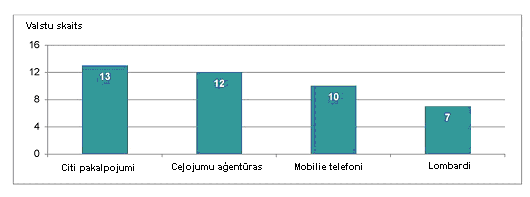 Valstu skaits
16
12
8
4
0
13
12
10
7
Citi pakalpojumi
Ceļojumu aģentūras
Mobilie telefoni
Lombardi